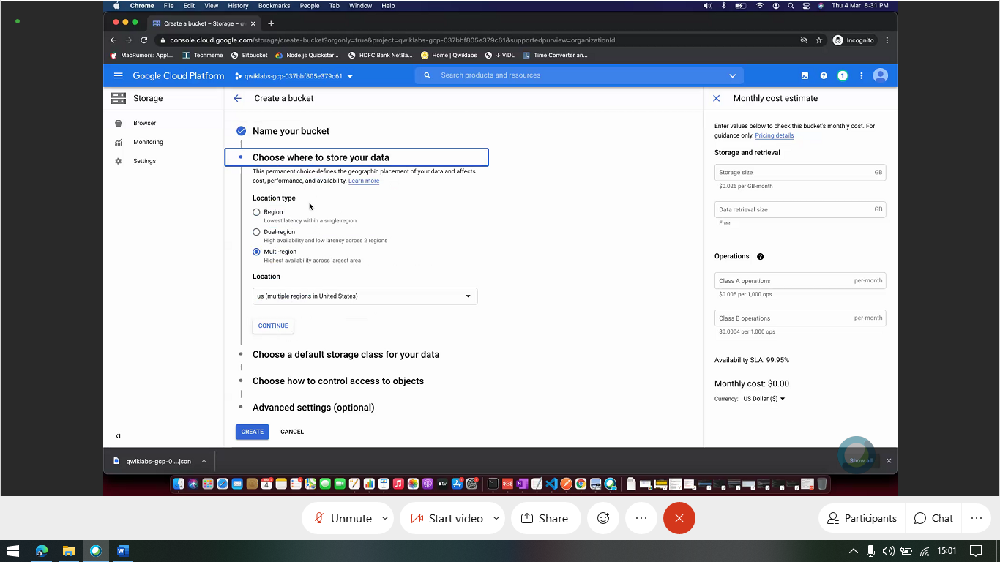 Chrome File Edit View History Bookmarks People Tab Window Help Thu 4 Mar 8:31 PM
Create a bucket – Storage – qw
console.cloud.google.com/storage/create-bucket?orgonly=true&project=qwiklabs-gcp-037bbf805e379c61&supportedpurview=organizationId Incognito
MacRumors: Appl... Techmeme Bitbucket Node.js Quickstar... HDFC Bank NetBa... Home | Qwiklabs ↓ ViDL Time Converter an...
Google Cloud Platform qwiklabs-gcp-037bbf805e379c61 Search products and resources 1
Storage Create a bucket Monthly cost estimate
Browser
Monitoring
Settings
Name your bucket
Choose where to store your data
This permanent choice defines the geographic placement of your data and affects
cost, performance, and availability. Learn more
Location type
Region
Lowest latency within a single region
Dual-region
High availability and low latency across 2 regions
Multi-region
Highest availability across largest area
Location
us (multiple regions in United States)
CONTINUE
Choose a default storage class for your data
Choose how to control access to objects
Advanced settings (optional)
CREATE CANCEL
Enter values below to check this bucket's monthly cost. For
guidance only. Pricing details
Storage and retrieval
Storage size GB
$0.026 per GB-month
Data retrieval size GB
Free
Operations
Class A operations per-month
$0.005 per 1,000 ops
Class B operations per-month
$0.0004 per 1,000 ops
Availability SLA: 99.95%
Monthly cost: $0.00
Currency: US Dollar ($)
qwiklabs-gcp-0....json Show all
Unmute Start video Share Participants Chat
15:01